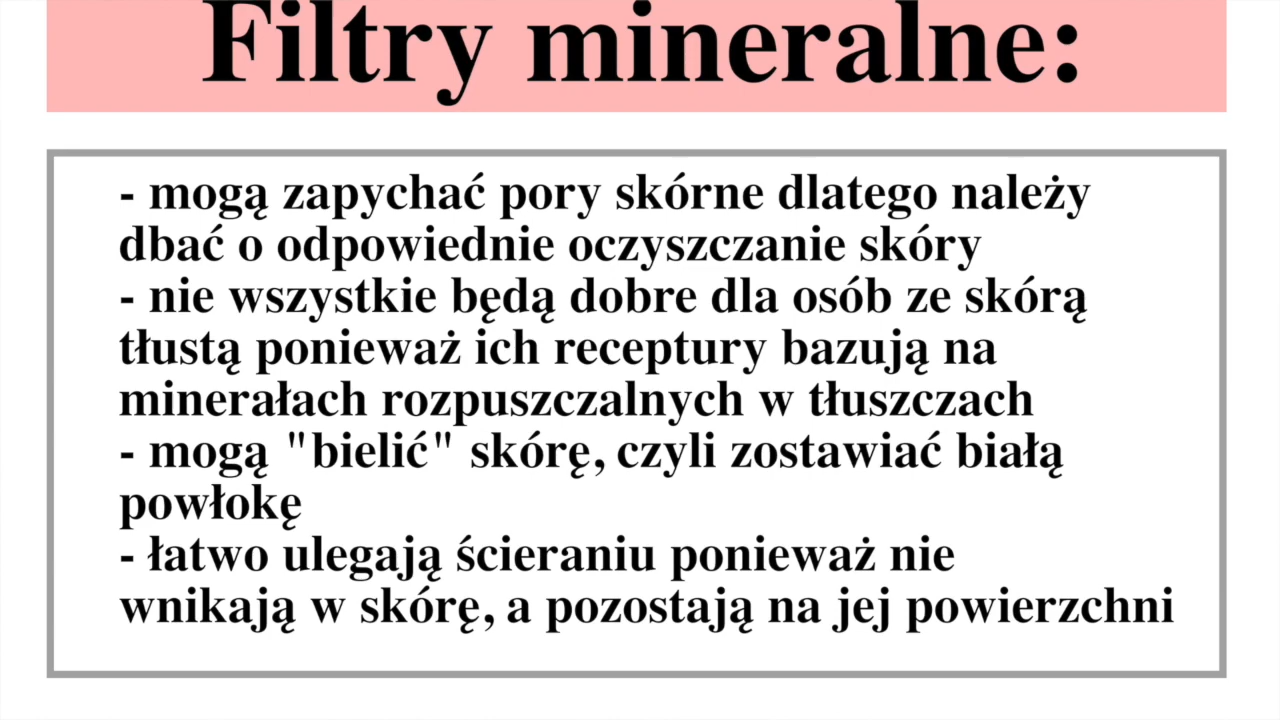 Filtry mineralne:
- mogą zapychać pory skórne dlatego należy
dbać o odpowiednie oczyszczanie skóry
- nie wszystkie będą dobre dla osób ze skórą
tłustą ponieważ ich receptury bazują na
minerałach rozpuszczalnych w tłuszczach
- mogą "bielić" skórę, czyli zostawiać białą
powłokę
- łatwo ulegają ścieraniu ponieważ nie
wnikają w skórę, a pozostają na jej powierzchni